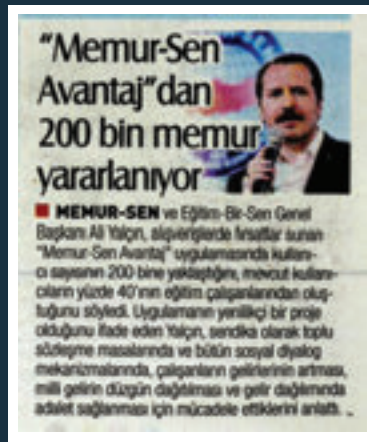 "Memur-Sen
Avantaj"dan
200 bin memur
yararlanıyor
MEMUR-SEN ve Eğitim-Bir-Sen Genel
Başkanı Ali Yalçın, alışverişlerde fırsatlar sunan
"Memur-Sen Avantaj" uygulamasında kullanı-
cı sayısının 200 bine yaklaştığını, mevcut kullanı-
cıların yüzde 40'ının eğitim çalışanlarından oluş-
tuğunu söyledi. Uygulamanın yenilikçi bir proje
olduğunu ifade eden Yalçın, sendika olarak toplu
sözleşme masalarında ve bütün sosyal diyalog
mekanizmalarında, çalışanların gelirlerinin artması,
milli gelirin düzgün dağıtılması ve gelir dağılımında
adalet sağlanması için mücadele ettiklerini anlattı.